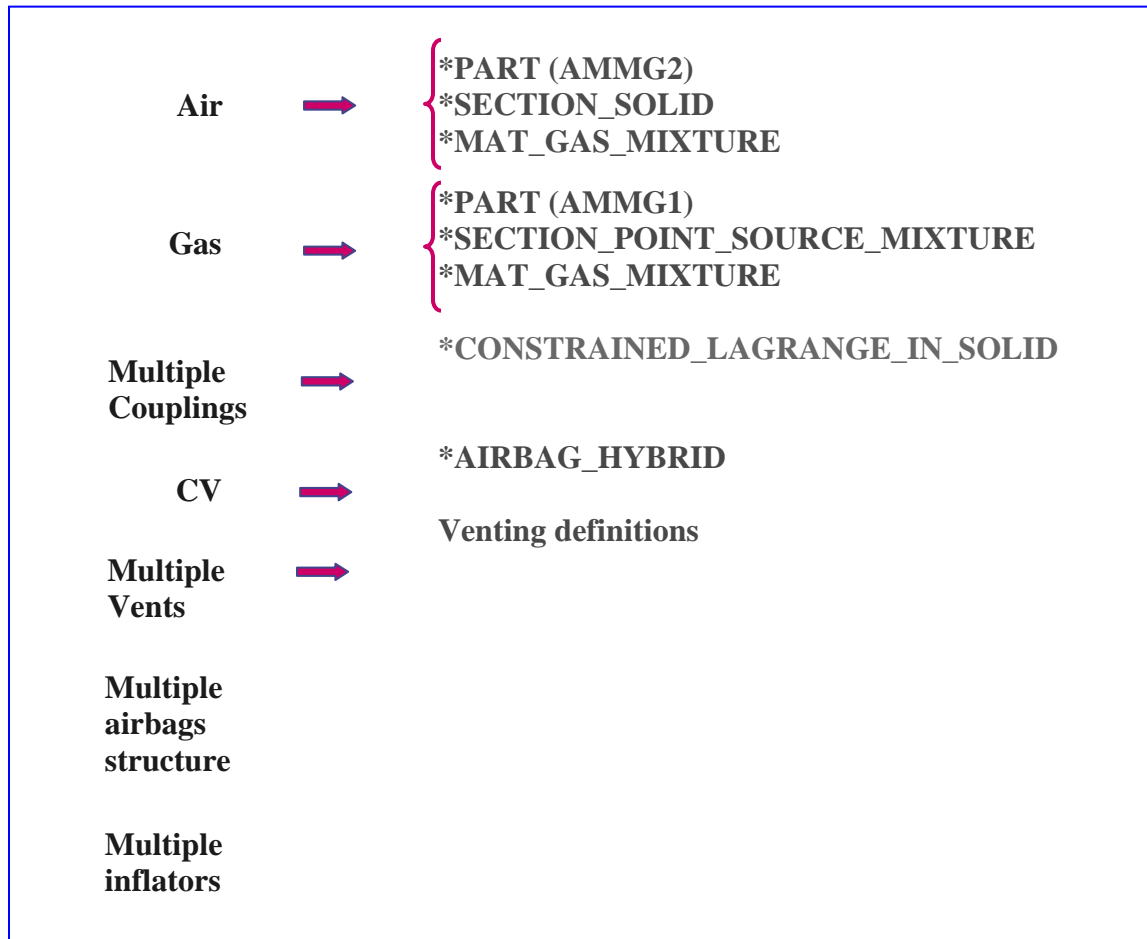 Air
*PART (AMMG2)
*SECTION_SOLID
*MAT_GAS_MIXTURE
Gas
*PART (AMMG1)
*SECTION_POINT_SOURCE_MIXTURE
*MAT_GAS_MIXTURE
Multiple
Couplings
*CONSTRAINED_LAGRANGE_IN_SOLID
CV
*AIRBAG_HYBRID
Multiple
Vents
Venting definitions
Multiple
airbags
structure
Multiple
inflators